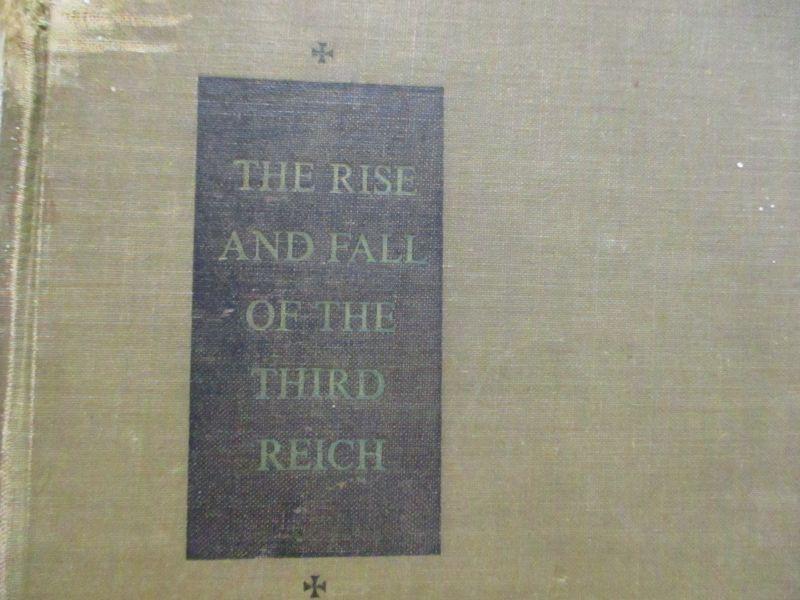 THE RISE
AND FALL
OF THE
THIRD
REICH